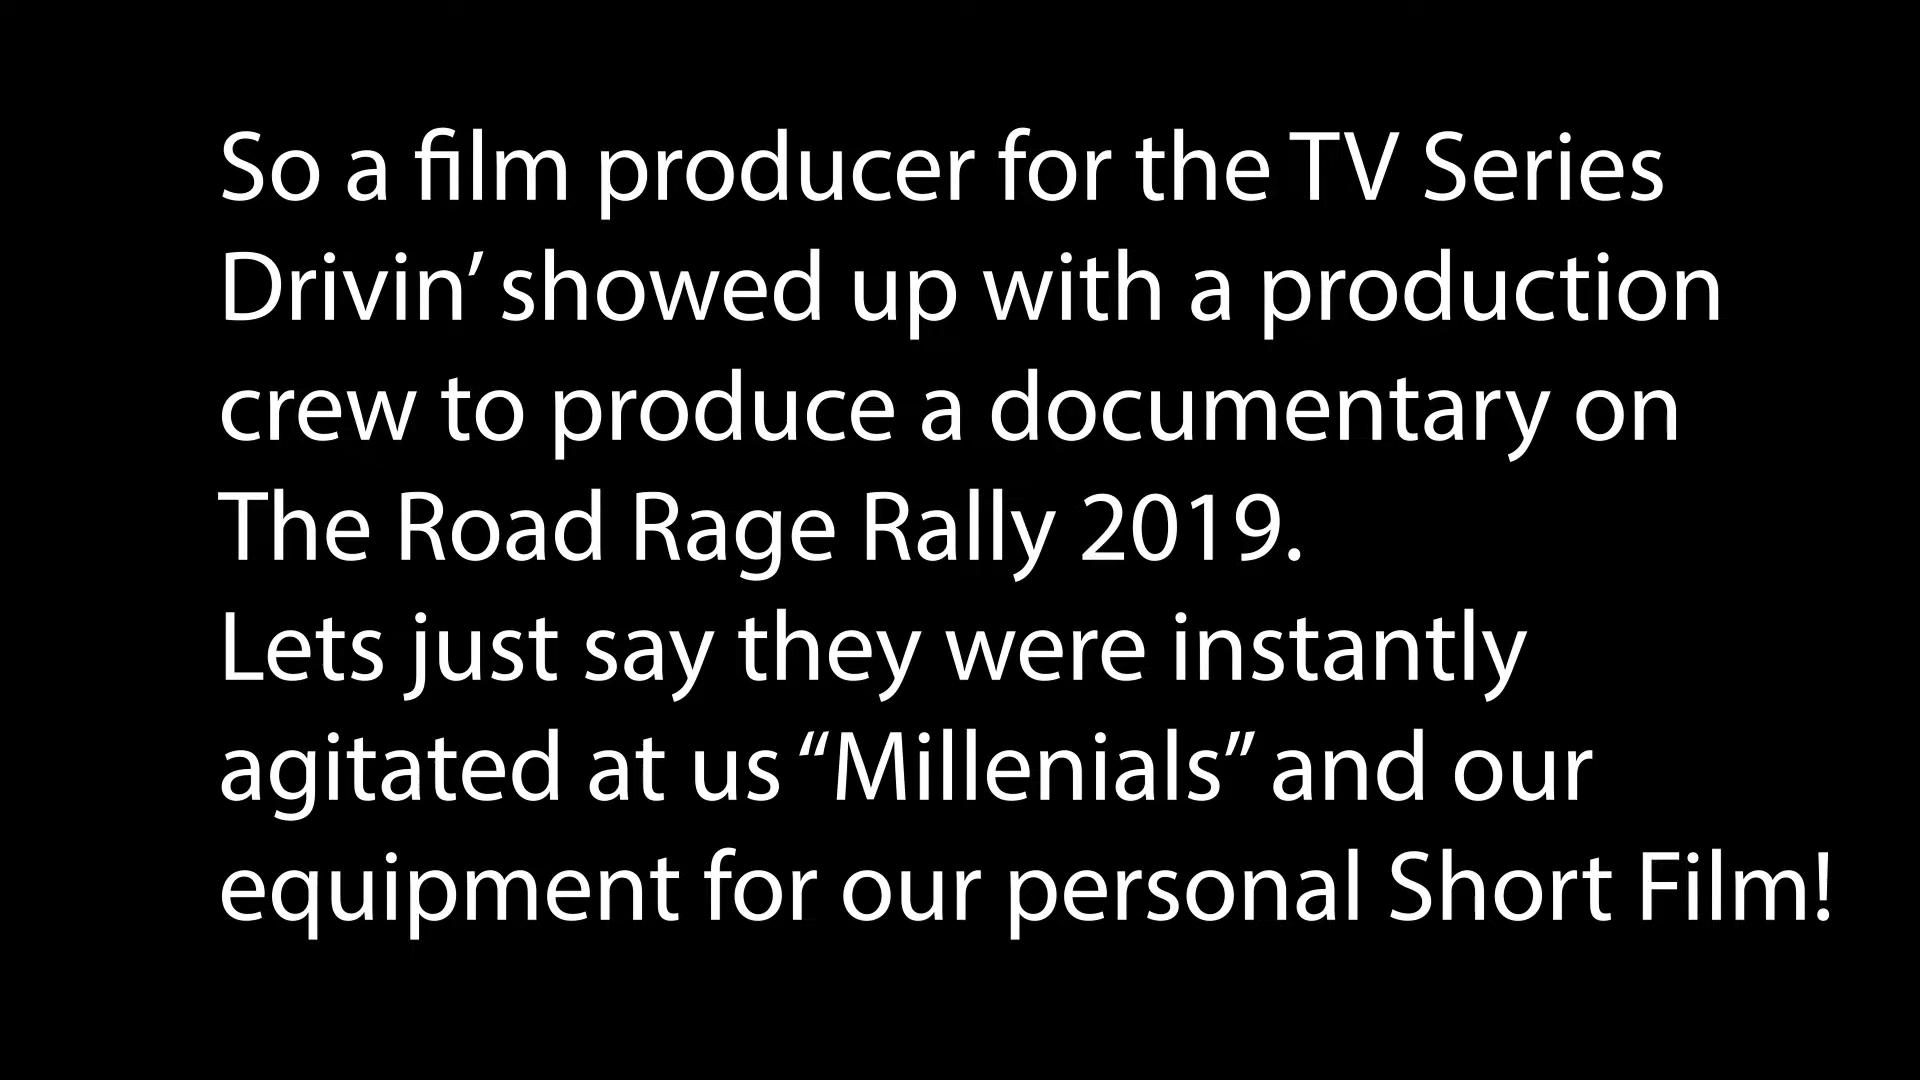 So a film producer for the TV Series
Drivin’ showed up with a production
crew to produce a documentary on
The Road Rage Rally 2019.
Lets just say they were instantly
agitated at us “Millenials” and our
equipment for our personal Short Film!